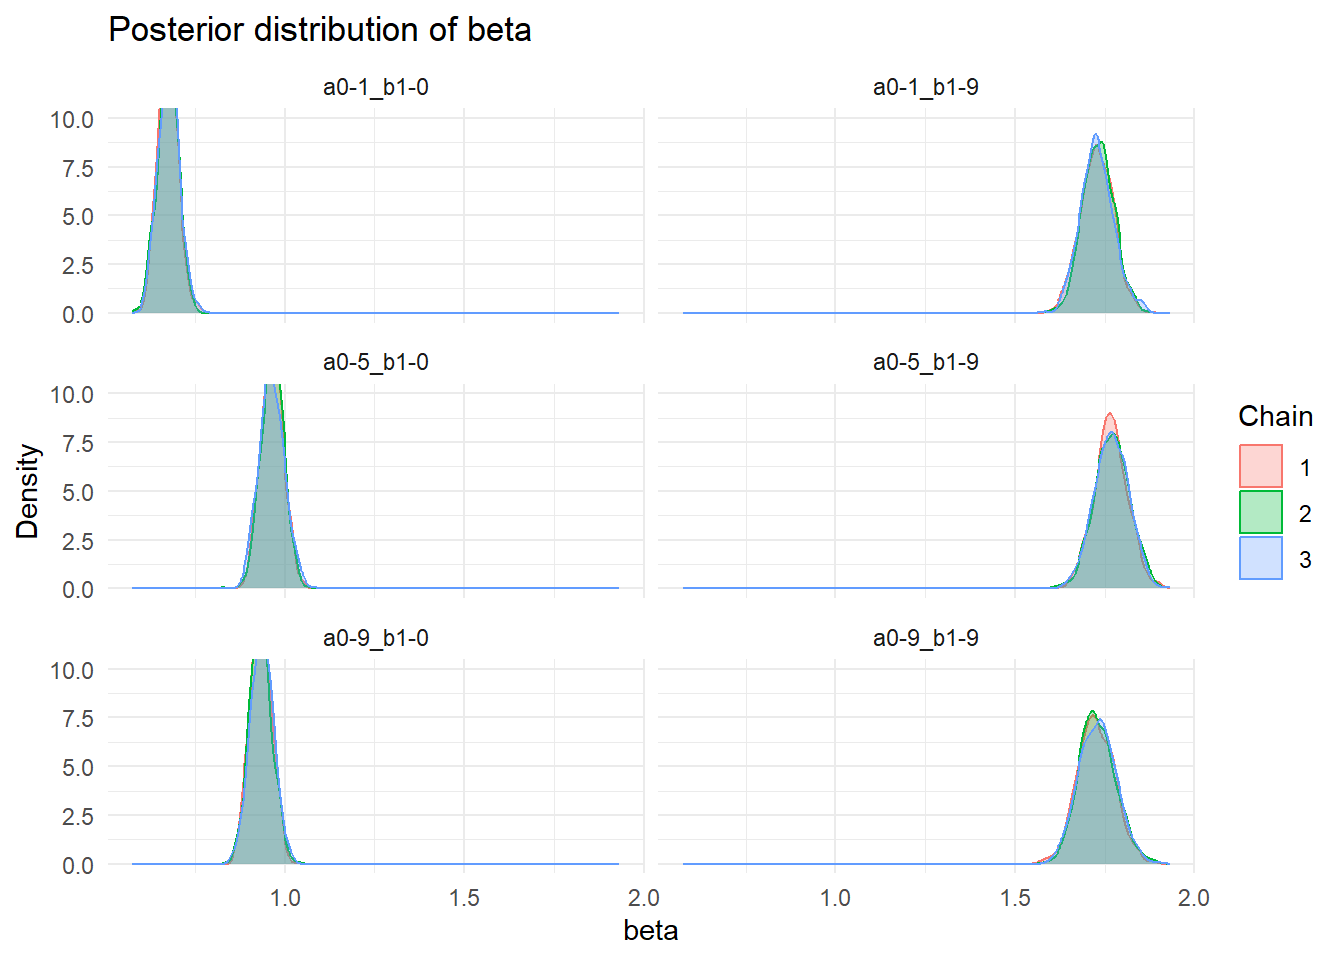 Posterior distribution of beta
a0-1_b1-0
a0-1_b1-9
10.0
7.5
5.0
2.5
0.0
a0-5_b1-0
a0-5_b1-9
10.0
7.5
5.0
2.5
0.0
a0-9_b1-0
a0-9_b1-9
10.0
7.5
5.0
2.5
0.0
1.0 1.5 2.0
1.0 1.5 2.0
beta
Density
Chain
1
2
3